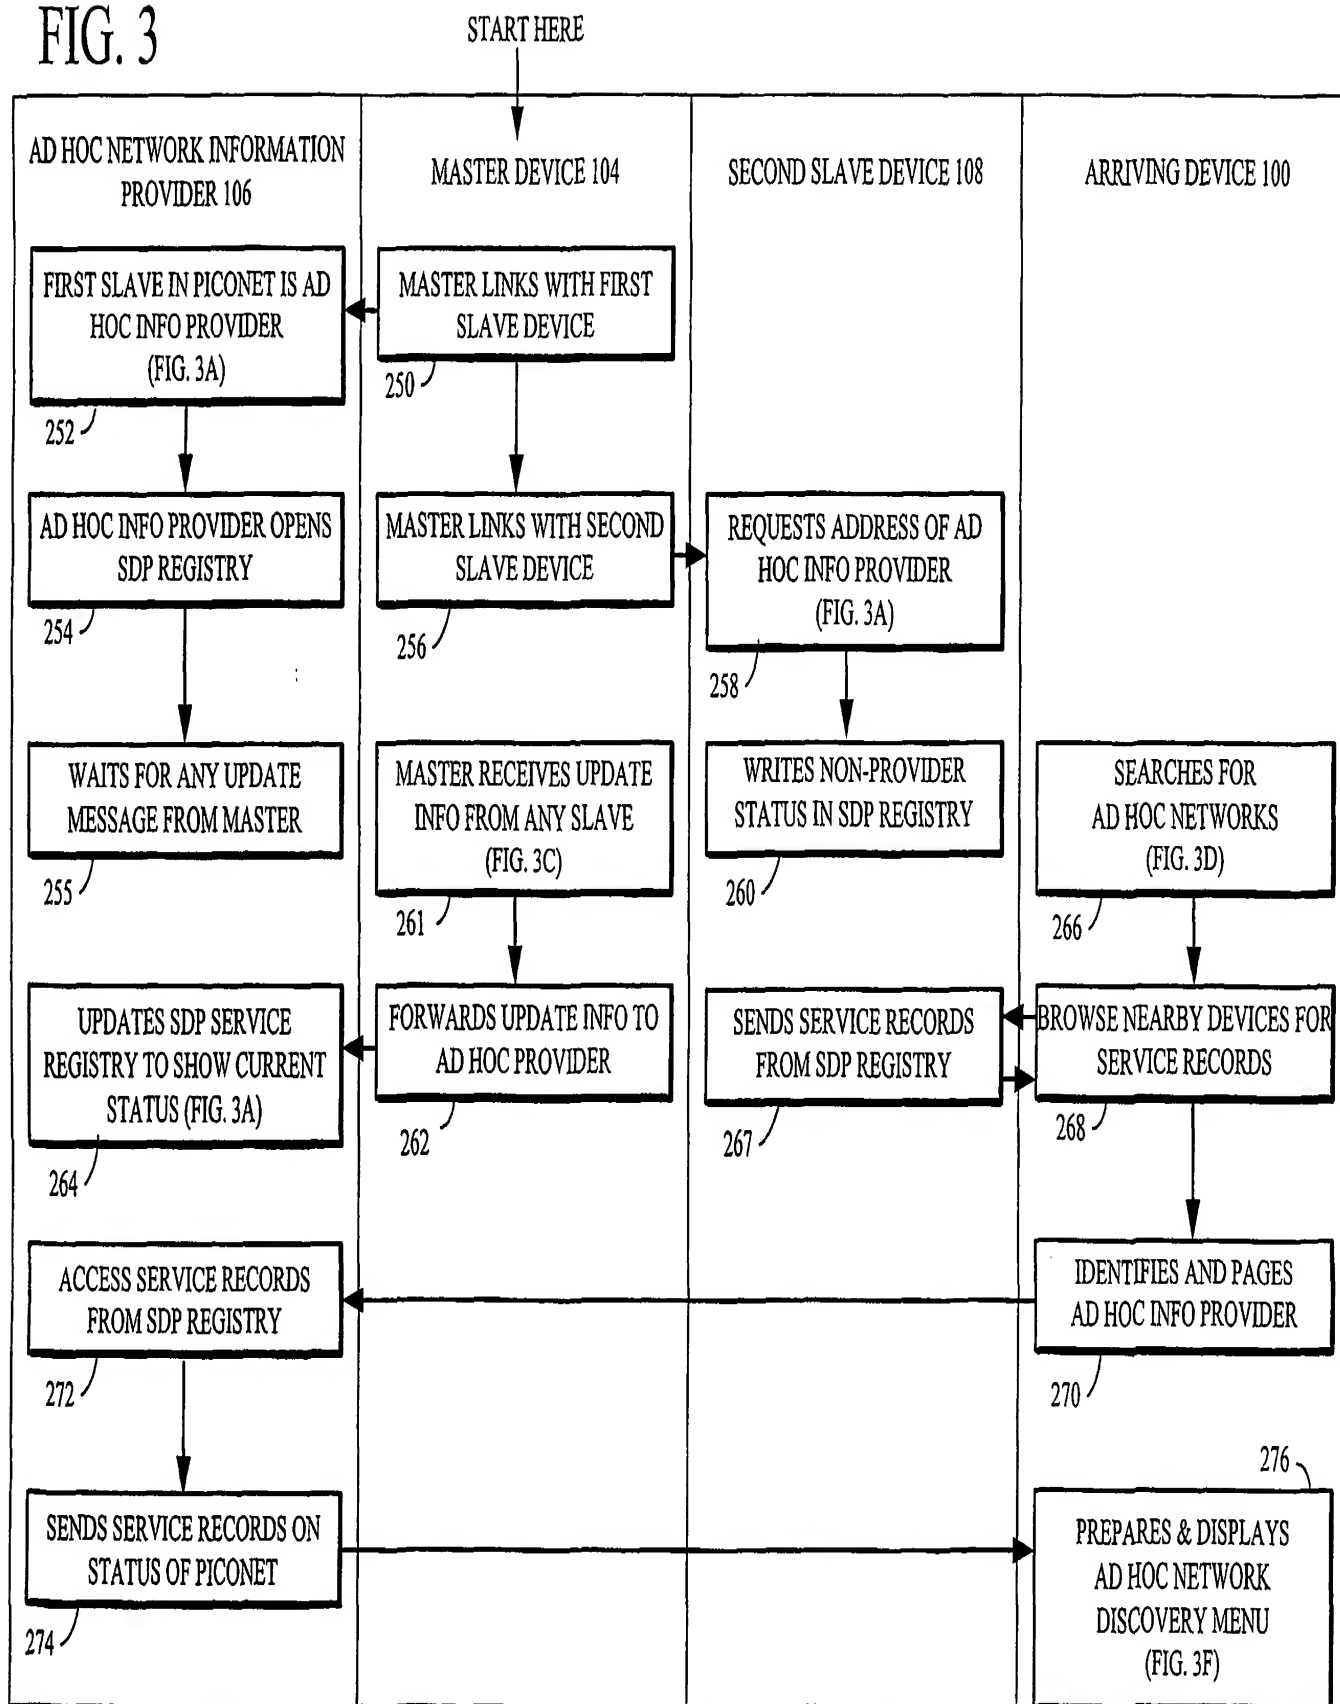 FIG. 3
START HERE
AD HOC NETWORK INFORMATION
PROVIDER 106
MASTER DEVICE 104
SECOND SLAVE DEVICE 108
ARRIVING DEVICE 100
FIRST SLAVE IN PICONET IS AD
HOC INFO PROVIDER
(FIG. 3A)
252
MASTER LINKS WITH FIRST
SLAVE DEVICE
250
AD HOC INFO PROVIDER OPENS
SDP REGISTRY
254
MASTER LINKS WITH SECOND
SLAVE DEVICE
256
REQUESTS ADDRESS OF AD
HOC INFO PROVIDER
(FIG. 3A)
258
WAITS FOR ANY UPDATE
MESSAGE FROM MASTER
255
MASTER RECEIVES UPDATE
INFO FROM ANY SLAVE
(FIG. 3C)
261
WRITES NON-PROVIDER
STATUS IN SDP REGISTRY
260
SEARCHES FOR
AD HOC NETWORKS
(FIG. 3D)
266
UPDATES SDP SERVICE
REGISTRY TO SHOW CURRENT
STATUS (FIG. 3A)
264
FORWARDS UPDATE INFO TO
AD HOC PROVIDER
262
SENDS SERVICE RECORDS
FROM SDP REGISTRY
267
BROWSE NEARBY DEVICES FOR
SERVICE RECORDS
268
ACCESS SERVICE RECORDS
FROM SDP REGISTRY
272
IDENTIFIES AND PAGES
AD HOC INFO PROVIDER
270
SENDS SERVICE RECORDS ON
STATUS OF PICONET
274
276
PREPARES & DISPLAYS
AD HOC NETWORK
DISCOVERY MENU
(FIG. 3F)